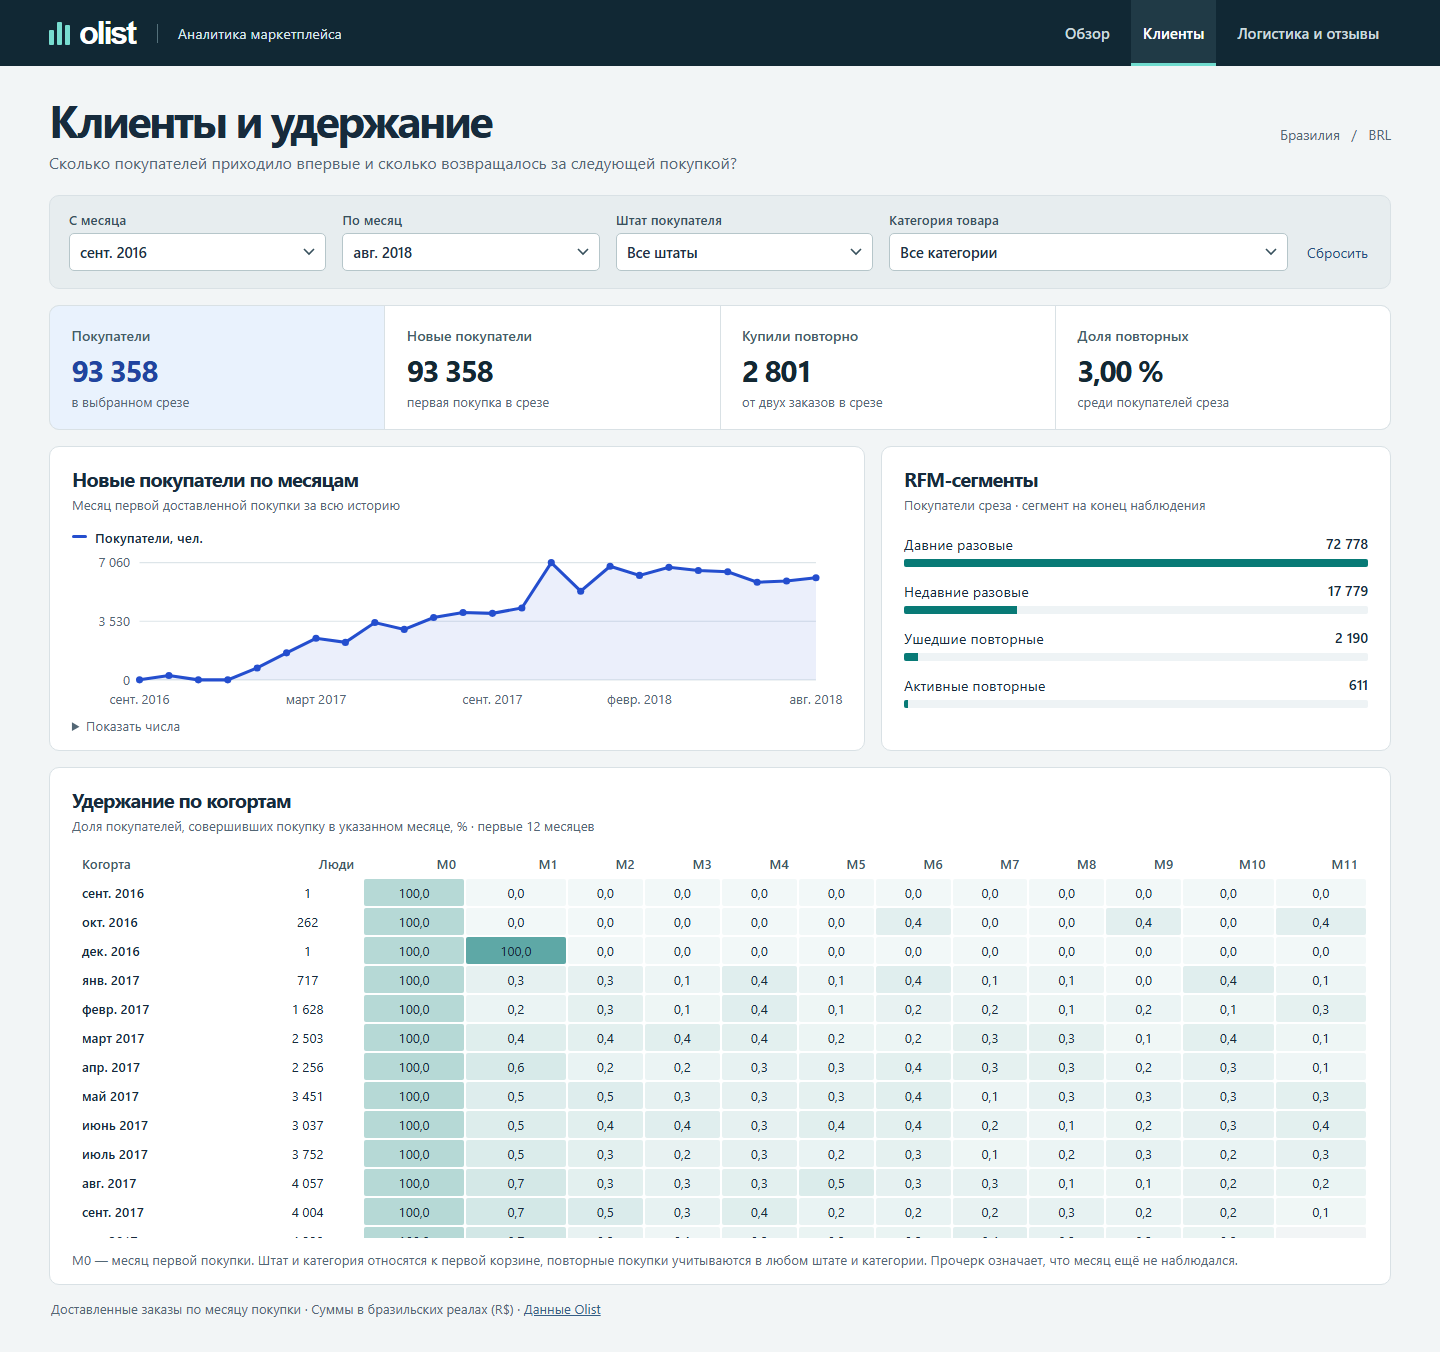 olist
Аналитика маркетплейса
Обзор
Клиенты
Логистика и отзывы
Клиенты и удержание
Бразилия / BRL
Сколько покупателей приходило впервые и сколько возвращалось за следующей покупкой?
С месяца
По месяц
Штат покупателя
Категория товара
сент. 2016
авг. 2018
Все штаты
Все категории
Сбросить
Покупатели
93 358
в выбранном срезе
Новые покупатели
93 358
первая покупка в срезе
Купили повторно
2 801
от двух заказов в срезе
Доля повторных
3,00 %
среди покупателей среза
Новые покупатели по месяцам
Месяц первой доставленной покупки за всю историю
Покупатели, чел.
7 060
3 530
0
сент. 2016 март 2017 сент. 2017 февр. 2018 авг. 2018
Показать числа
RFM-сегменты
Покупатели среза · сегмент на конец наблюдения
Давние разовые 72 778
Недавние разовые 17 779
Ушедшие повторные 2 190
Активные повторные 611
Удержание по когортам
Доля покупателей, совершивших покупку в указанном месяце, % · первые 12 месяцев
Когорта Люди M0 M1 M2 M3 M4 M5 M6 M7 M8 M9 M10 M11
сент. 2016 1 100,0 0,0 0,0 0,0 0,0 0,0 0,0 0,0 0,0 0,0 0,0 0,0
окт. 2016 262 100,0 0,0 0,0 0,0 0,0 0,0 0,4 0,0 0,0 0,4 0,0 0,4
дек. 2016 1 100,0 100,0 0,0 0,0 0,0 0,0 0,0 0,0 0,0 0,0 0,0 0,0
янв. 2017 717 100,0 0,3 0,3 0,1 0,4 0,1 0,4 0,1 0,1 0,0 0,4 0,1
февр. 2017 1 628 100,0 0,2 0,3 0,1 0,4 0,1 0,2 0,2 0,1 0,2 0,1 0,3
март 2017 2 503 100,0 0,4 0,4 0,4 0,4 0,2 0,2 0,3 0,3 0,1 0,4 0,1
апр. 2017 2 256 100,0 0,6 0,2 0,2 0,3 0,3 0,4 0,3 0,3 0,2 0,3 0,1
май 2017 3 451 100,0 0,5 0,5 0,3 0,3 0,3 0,4 0,1 0,3 0,3 0,3 0,3
июнь 2017 3 037 100,0 0,5 0,4 0,4 0,3 0,4 0,4 0,2 0,1 0,2 0,3 0,4
июль 2017 3 752 100,0 0,5 0,3 0,2 0,3 0,2 0,3 0,1 0,2 0,3 0,2 0,3
авг. 2017 4 057 100,0 0,7 0,3 0,3 0,3 0,5 0,3 0,3 0,1 0,1 0,2 0,2
сент. 2017 4 004 100,0 0,7 0,5 0,3 0,4 0,2 0,2 0,2 0,3 0,2 0,2 0,1
M0 — месяц первой покупки. Штат и категория относятся к первой корзине, повторные покупки учитываются в любом штате и категории. Прочерк означает, что месяц ещё не наблюдался.
Доставленные заказы по месяцу покупки · Суммы в бразильских реалах (R$) · Данные Olist